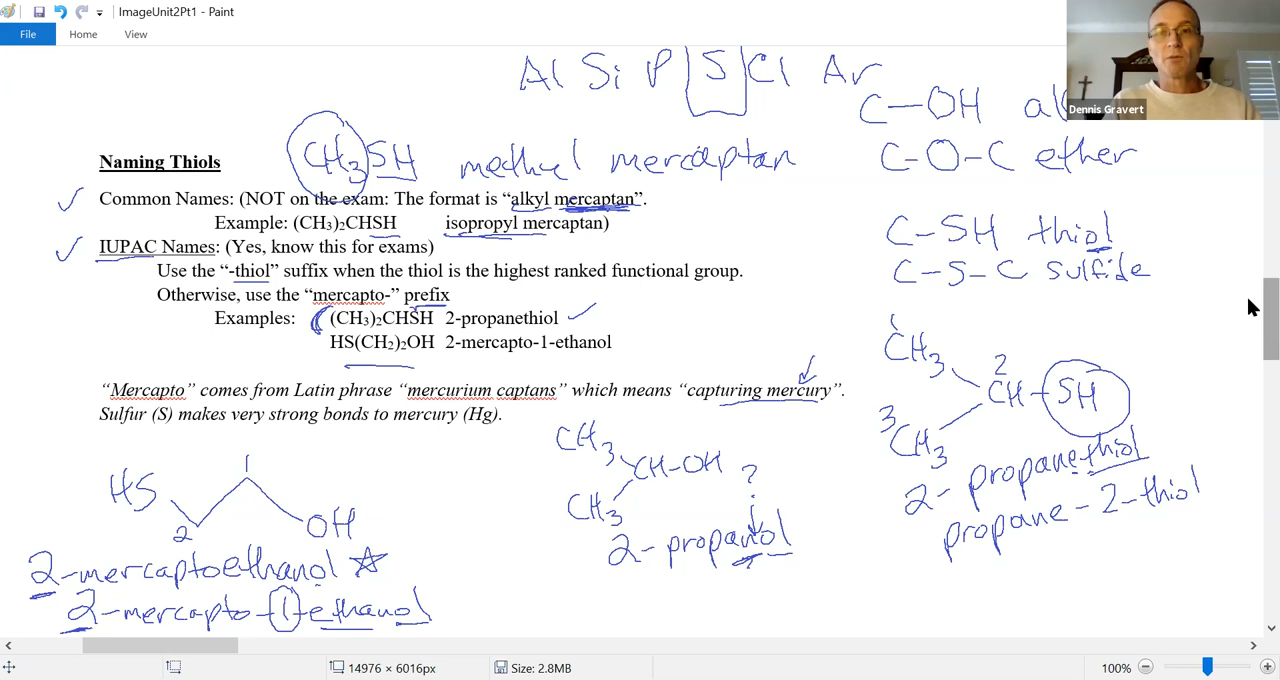 ImageUnit2Pt1 - Paint
File Home View
Dennis Gravert
Al Si P S Cl Ar
C-OH al
C-O-C ether
C-SH thiol
C-S-C sulfide
CH3SH methyl mercaptan
Naming Thiols
Common Names: (NOT on the exam: The format is “alkyl mercaptan”.
Example: (CH3)2CHSH isopropyl mercaptan)
IUPAC Names: (Yes, know this for exams)
Use the “-thiol” suffix when the thiol is the highest ranked functional group.
Otherwise, use the “mercapto-” prefix
Examples: (CH3)2CHSH 2-propanethiol
HS(CH2)2OH 2-mercapto-1-ethanol
“Mercapto” comes from Latin phrase “mercurium captans” which means “capturing mercury”.
Sulfur (S) makes very strong bonds to mercury (Hg).
1
CH3
2
CH-SH
3
CH3
2-propanethiol
propane-2-thiol
CH3
CH-OH ?
CH3
2-propanol
1
HS
2
OH
2-mercaptoethanol
2-mercapto-1-ethanol
14976 × 6016px
Size: 2.8MB
100%